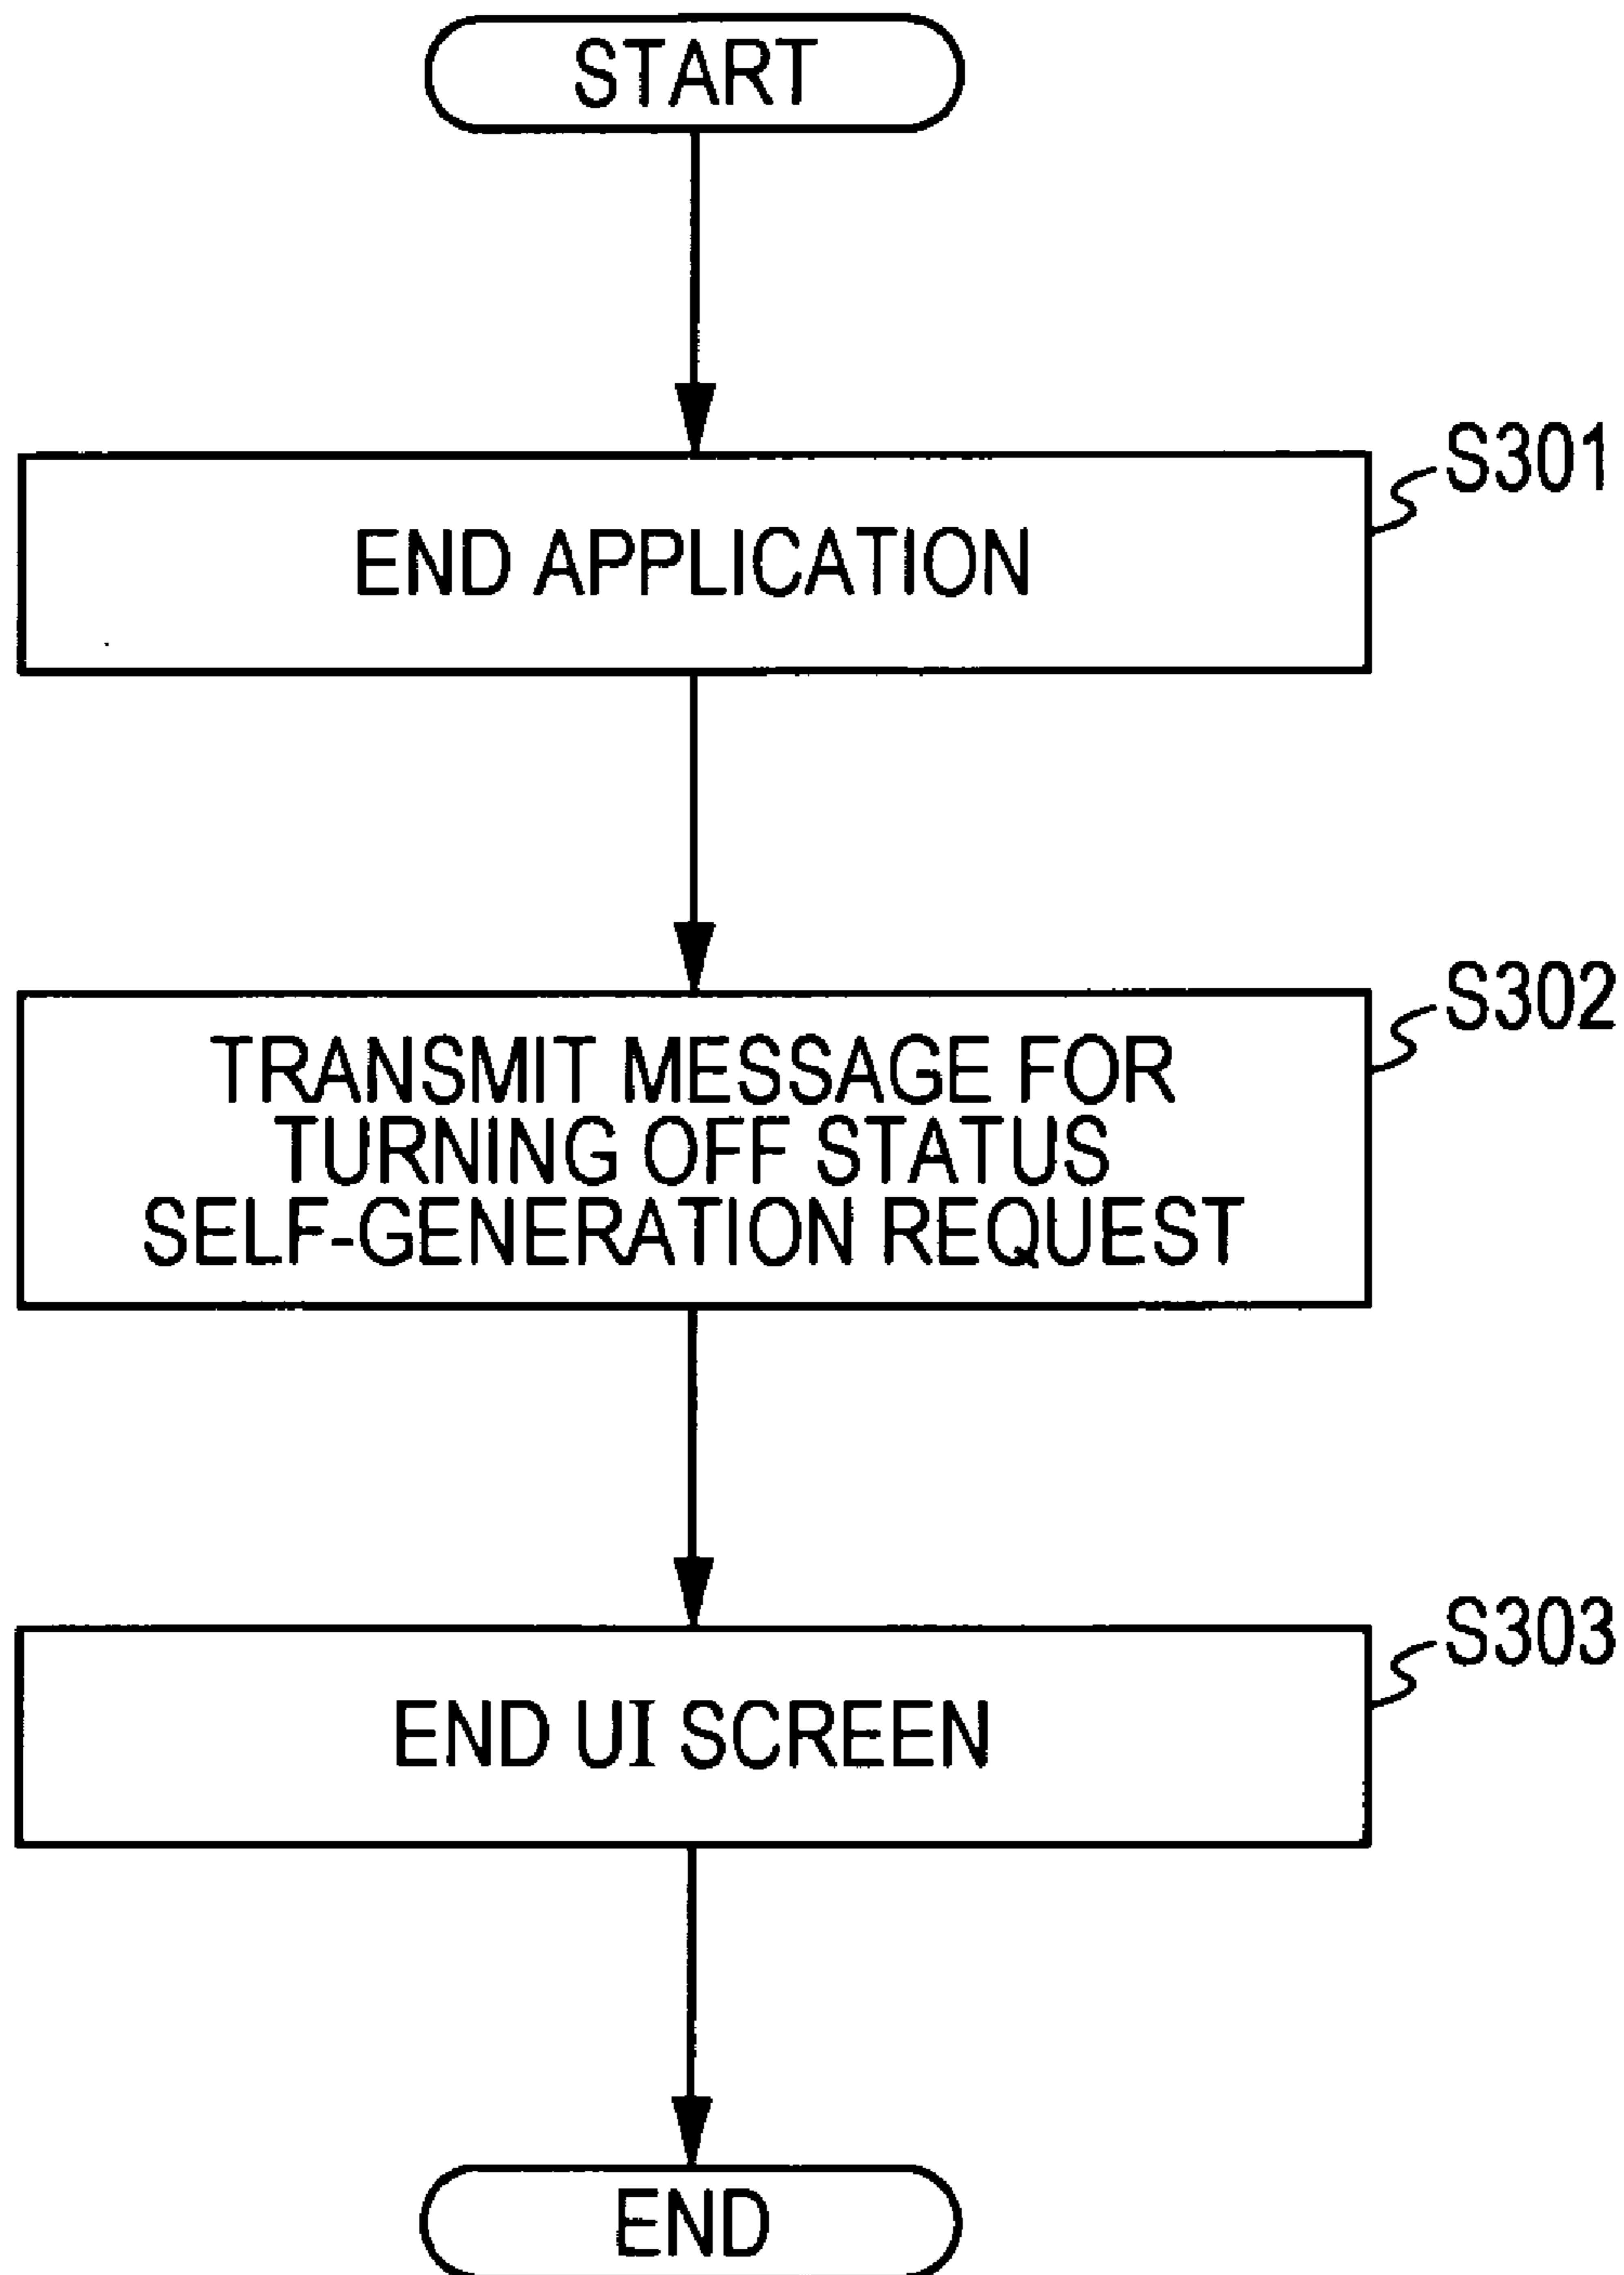 START
S301
END APPLICATION
S302
TRANSMIT MESSAGE FOR
TURNING OFF STATUS
SELF-GENERATION REQUEST
S303
END UI SCREEN
END